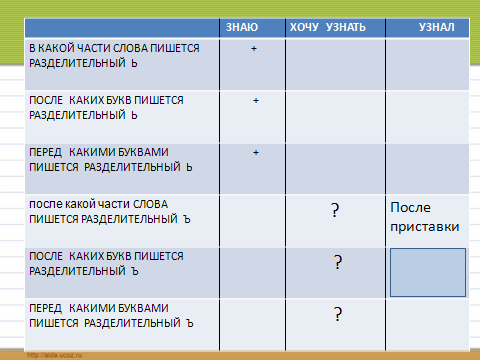 ЗНАЮ ХОЧУ УЗНАТЬ УЗНАЛ
В КАКОЙ ЧАСТИ СЛОВА ПИШЕТСЯ +
РАЗДЕЛИТЕЛЬНЫЙ Ь
ПОСЛЕ КАКИХ БУКВ ПИШЕТСЯ +
РАЗДЕЛИТЕЛЬНЫЙ Ь
ПЕРЕД КАКИМИ БУКВАМИ +
ПИШЕТСЯ РАЗДЕЛИТЕЛЬНЫЙ Ь
после какой части СЛОВА ? После
ПИШЕТСЯ РАЗДЕЛИТЕЛЬНЫЙ Ъ приставки
ПОСЛЕ КАКИХ БУКВ ПИШЕТСЯ ?
РАЗДЕЛИТЕЛЬНЫЙ Ъ
ПЕРЕД КАКИМИ БУКВАМИ ?
ПИШЕТСЯ РАЗДЕЛИТЕЛЬНЫЙ Ъ
http://aida.ucoz.ru